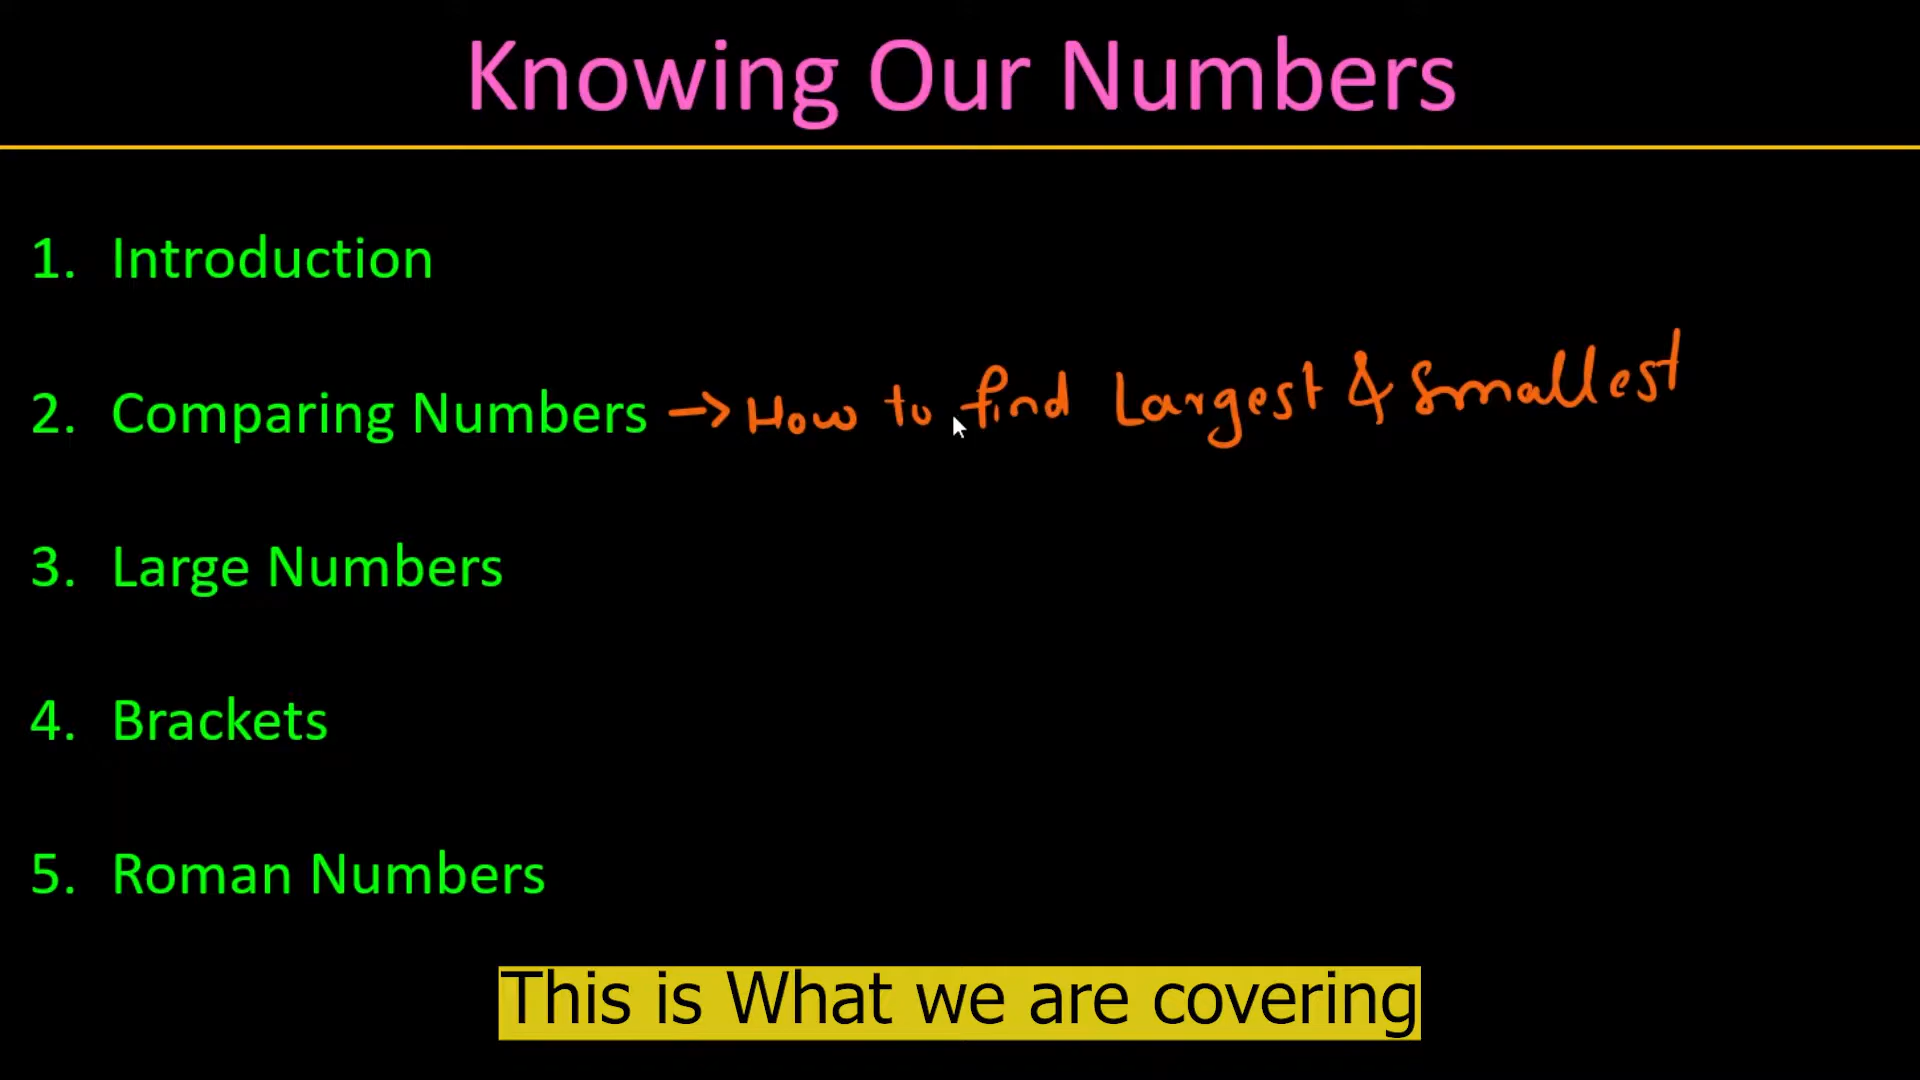 Knowing Our Numbers
1. Introduction
2. Comparing Numbers → How to find Largest & Smallest
3. Large Numbers
4. Brackets
5. Roman Numbers
This is What we are covering